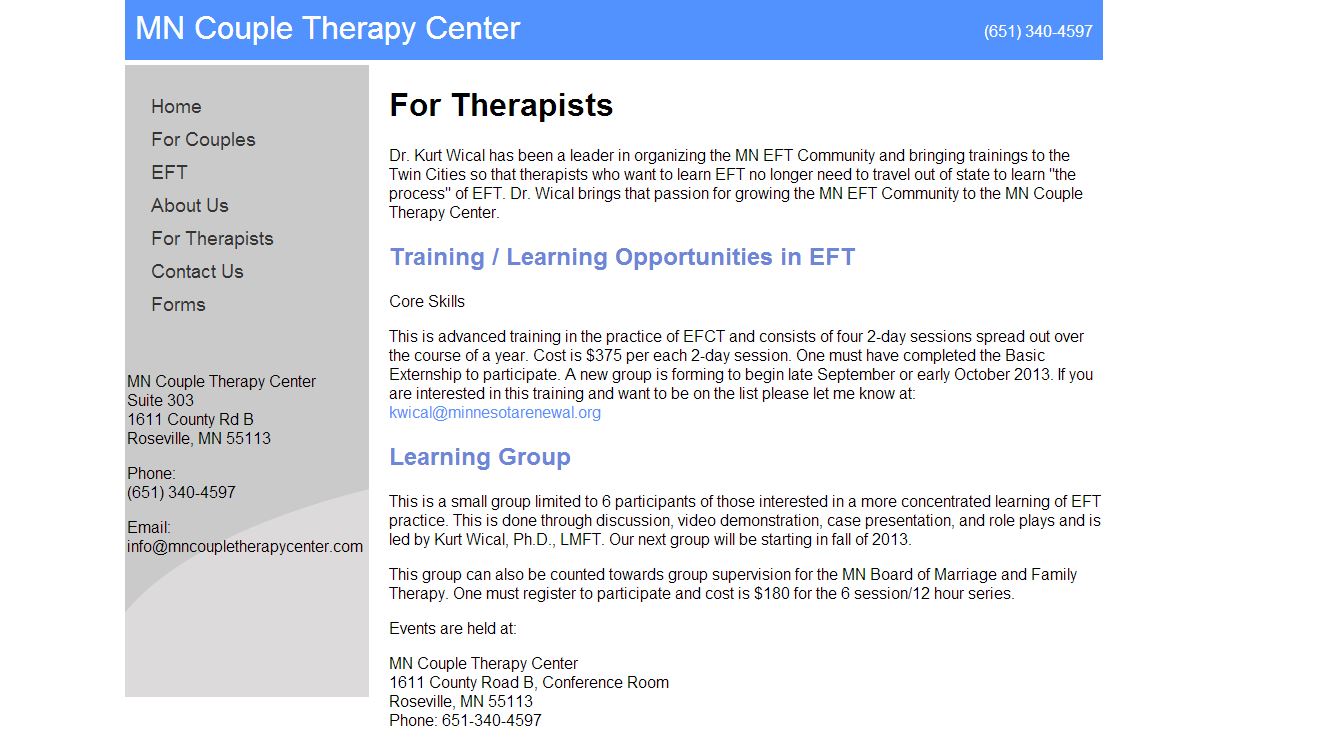 MN Couple Therapy Center
(651) 340-4597
Home
For Couples
EFT
About Us
For Therapists
Contact Us
Forms
MN Couple Therapy Center
Suite 303
1611 County Rd B
Roseville, MN 55113
Phone:
(651) 340-4597
Email:
info@mncoupletherapycenter.com
For Therapists
Dr. Kurt Wical has been a leader in organizing the MN EFT Community and bringing trainings to the
Twin Cities so that therapists who want to learn EFT no longer need to travel out of state to learn "the
process" of EFT. Dr. Wical brings that passion for growing the MN EFT Community to the MN Couple
Therapy Center.
Training / Learning Opportunities in EFT
Core Skills
This is advanced training in the practice of EFCT and consists of four 2-day sessions spread out over
the course of a year. Cost is $375 per each 2-day session. One must have completed the Basic
Externship to participate. A new group is forming to begin late September or early October 2013. If you
are interested in this training and want to be on the list please let me know at:
kwical@minnesotarenewal.org
Learning Group
This is a small group limited to 6 participants of those interested in a more concentrated learning of EFT
practice. This is done through discussion, video demonstration, case presentation, and role plays and is
led by Kurt Wical, Ph.D., LMFT. Our next group will be starting in fall of 2013.
This group can also be counted towards group supervision for the MN Board of Marriage and Family
Therapy. One must register to participate and cost is $180 for the 6 session/12 hour series.
Events are held at:
MN Couple Therapy Center
1611 County Road B, Conference Room
Roseville, MN 55113
Phone: 651-340-4597